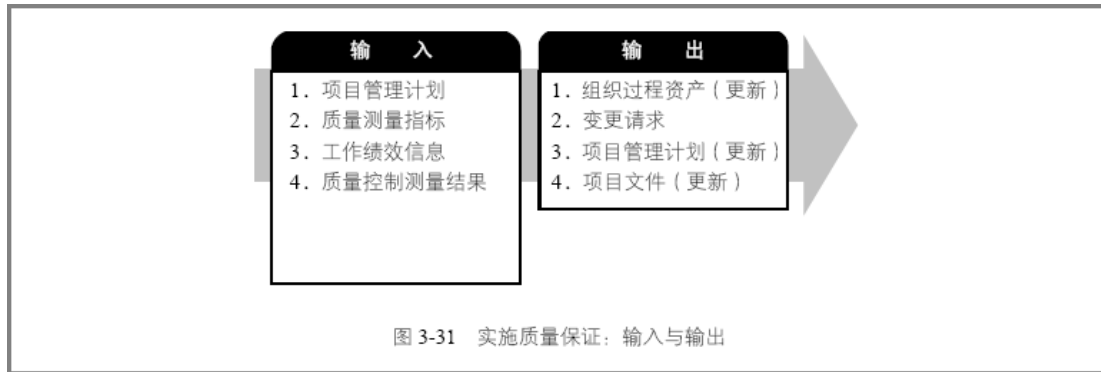 输 入
1. 项目管理计划
2. 质量测量指标
3. 工作绩效信息
4. 质量控制测量结果
输 出
1. 组织过程资产（更新）
2. 变更请求
3. 项目管理计划（更新）
4. 项目文件（更新）
图 3-31 实施质量保证：输入与输出